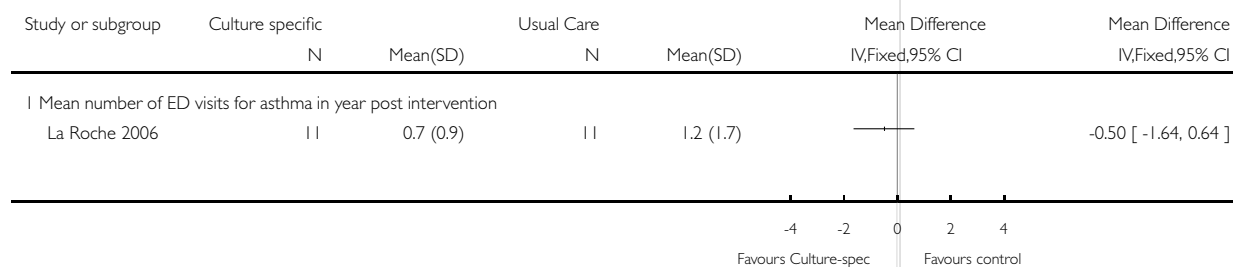 Study or subgroup Culture specific Usual Care Mean Difference Mean Difference
N Mean(SD) N Mean(SD) IV,Fixed,95% CI IV,Fixed,95% CI
1 Mean number of ED visits for asthma in year post intervention
La Roche 2006 11 0.7 (0.9) 11 1.2 (1.7) -0.50 [ -1.64, 0.64 ]
-4 -2 0 2 4
Favours Culture-spec Favours control